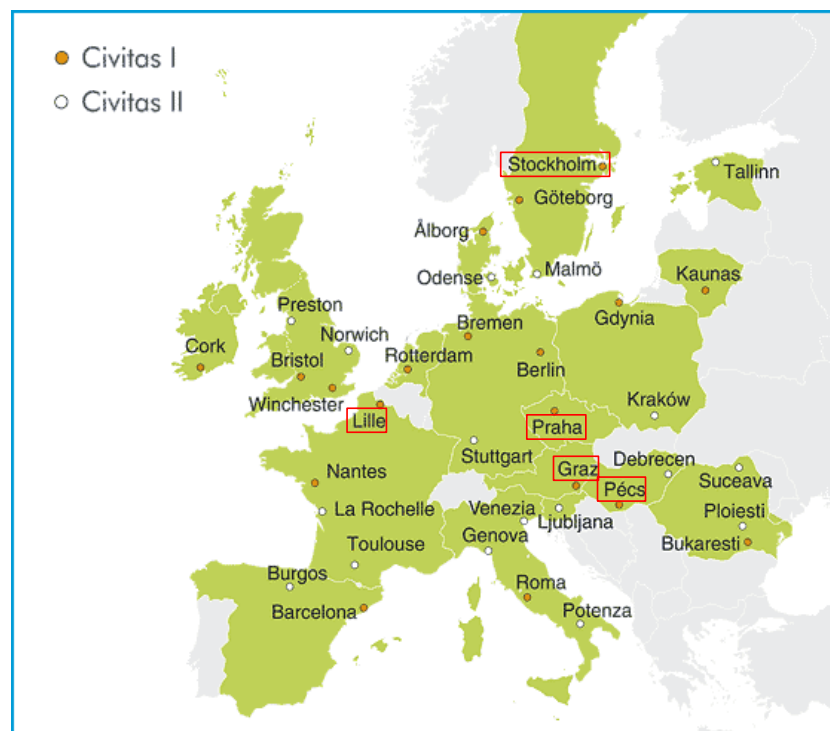 Civitas I
Civitas II
Stockholm
Tallinn
Göteborg
Ålborg
Malmö
Odense
Kaunas
Preston
Bremen
Gdynia
Norwich
Cork
Bristol
Rotterdam
Berlin
Winchester
Kraków
Lille
Praha
Stuttgart
Debrecen
Nantes
Graz
Suceava
Pécs
La Rochelle
Venezia
Ljubljana
Ploiesti
Genova
Toulouse
Bukaresti
Burgos
Roma
Barcelona
Potenza